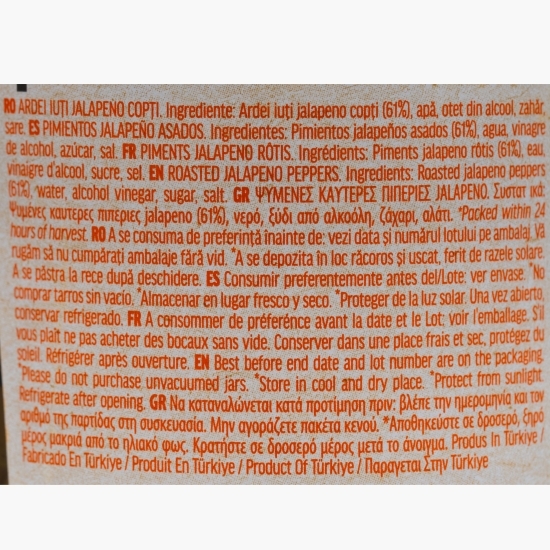 RO ARDEI IUȚI JALAPENO COPȚI. Ingrediente: Ardei iuți jalapeno copți (61%), apă, oțet din alcool, zahăr,
sare. ES PIMIENTOS JALAPEÑO ASADOS. Ingredientes: Pimientos jalapeños asados (61%), agua, vinagre
de alcohol, azúcar, sal. FR PIMENTS JALAPENO RÔTIS.. Ingrédients: Piments jalapeno rôtis (61%), eau,
vinaigre d'alcool, sucre, sel. EN ROASTED JALAPENO PEPPERS. Ingredients: Roasted jalapeno peppers
(61%), water, alcohol vinegar, sugar, salt. GR ΨΗΜΕΝΕΣ ΚΑΥΤΕΡΕΣ ΠΙΠΕΡΙΕΣ JALAPENO. Συστατικά:
Ψημένες καυτερες πιπεριες jalapeno (61%), νερό, ξύδι από αλκοόλη, ζάχαρι, αλάτι. *Packed within 24
hours of harvest. RO A se consuma de preferință înainte de: vezi data și numărul lotului pe ambalaj. Vă
rugăm să nu cumpărați ambalaje fără vid. *A se depozita în loc răcoros și uscat, ferit de razele solare.
A se păstra la rece după deschidere. ES Consumir preferentemente antes del/Lote: ver envase. *No
comprar tarros sin vacío. *Almacenar en lugar fresco y seco. *Proteger de la luz solar. Una vez abierto,
conservar refrigerado. FR A consommer de préférence avant la date et le Lot: voir l'emballage. S'il
vous plaît ne pas acheter des bocaux sans vide. Conserver dans une place frais et sec, protégez du
soleil. Réfrigérer après ouverture. EN Best before end date and lot number are on the packaging.
*Please do not purchase unvacuumed jars. *Store in cool and dry place. *Protect from sunlight.
Refrigerate after opening. GR Να καταναλώνεται κατά προτίμηση πριν: βλέπε την ημερομηνία και τον
αριθμό της παρτίδας στη συσκευασία. Μην αγοράζετε πακέτα κενού. *Αποθηκεύστε σε δροσερό, ξηρό
μέρος μακριά από το ηλιακό φως. Κρατήστε σε δροσερό μέρος μετά το άνοιγμα. Produs In Türkiye /
Fabricado En Türkiye / Produit En Türkiye / Product Of Türkiye / Παραγεται Στην Türkiye